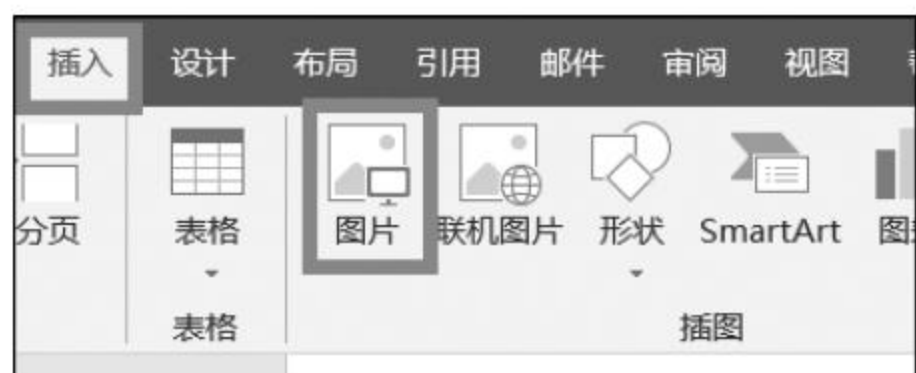 插入 设计 布局 引用 邮件 审阅 视图
分页 表格 图片 联机图片 形状 SmartArt 图
表格 插图